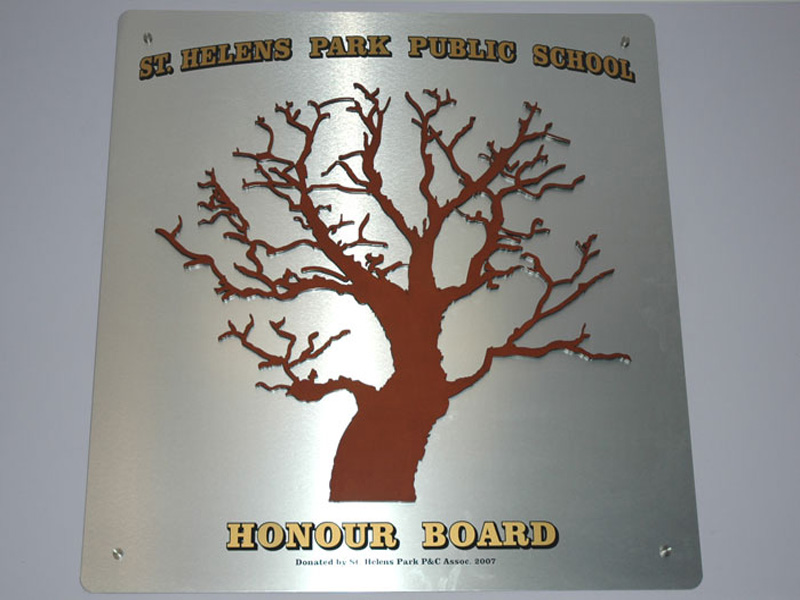 ST. HELENS PARK PUBLIC SCHOOL
HONOUR BOARD
Donated by St. Helens Park P&C Assoc. 2007